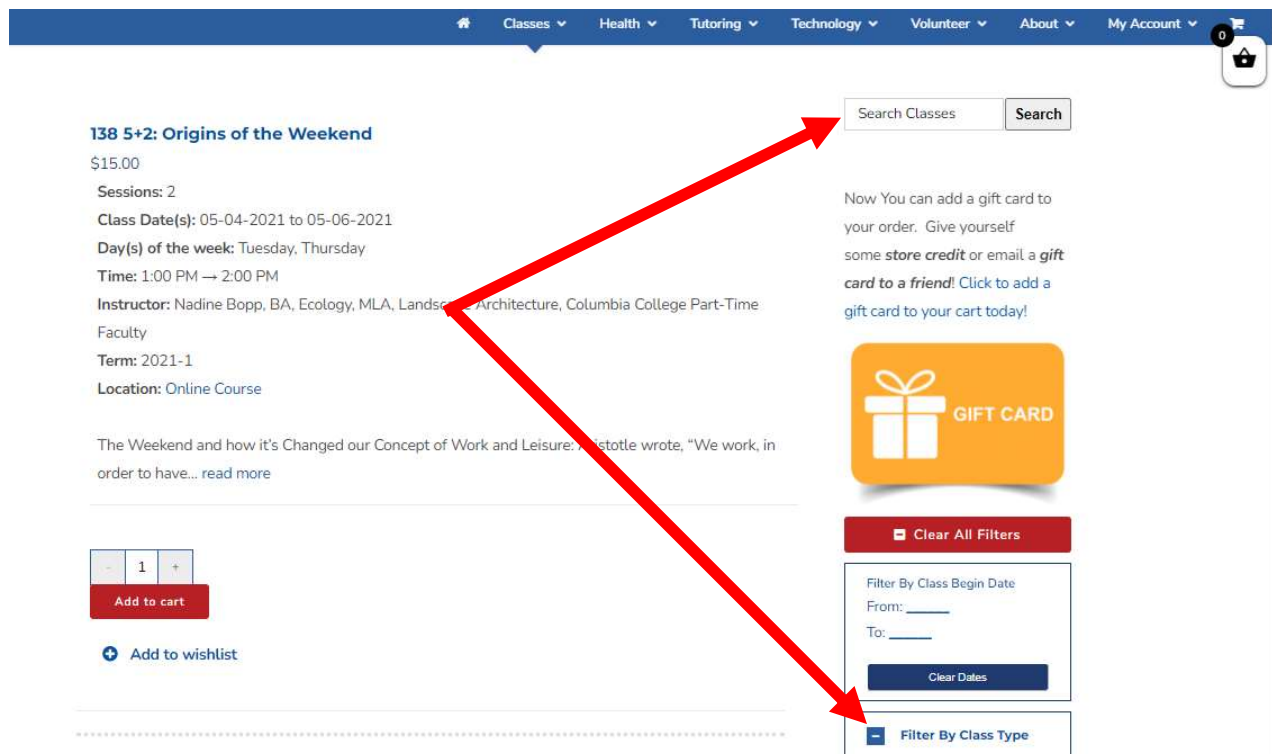 Classes Health Tutoring Technology Volunteer About My Account
0
138 5+2: Origins of the Weekend
$15.00
Sessions: 2
Class Date(s): 05-04-2021 to 05-06-2021
Day(s) of the week: Tuesday, Thursday
Time: 1:00 PM → 2:00 PM
Instructor: Nadine Bopp, BA, Ecology, MLA, Architecture, Columbia College Part-Time
Faculty
Term: 2021-1
Location: Online Course
The Weekend and how it's Changed our Concept of Work and Leisure: wrote, “We work, in
order to have... read more
- 1 +
Add to cart
Add to wishlist
Search Classes Search
Now You can add a gift card to
your order. Give yourself
some store credit or email a gift
card to a friend! Click to add a
gift card to your cart today!
GIFT CARD
Clear All Filters
Filter By Class Begin Date
From: ______
To: ______
Clear Dates
Filter By Class Type